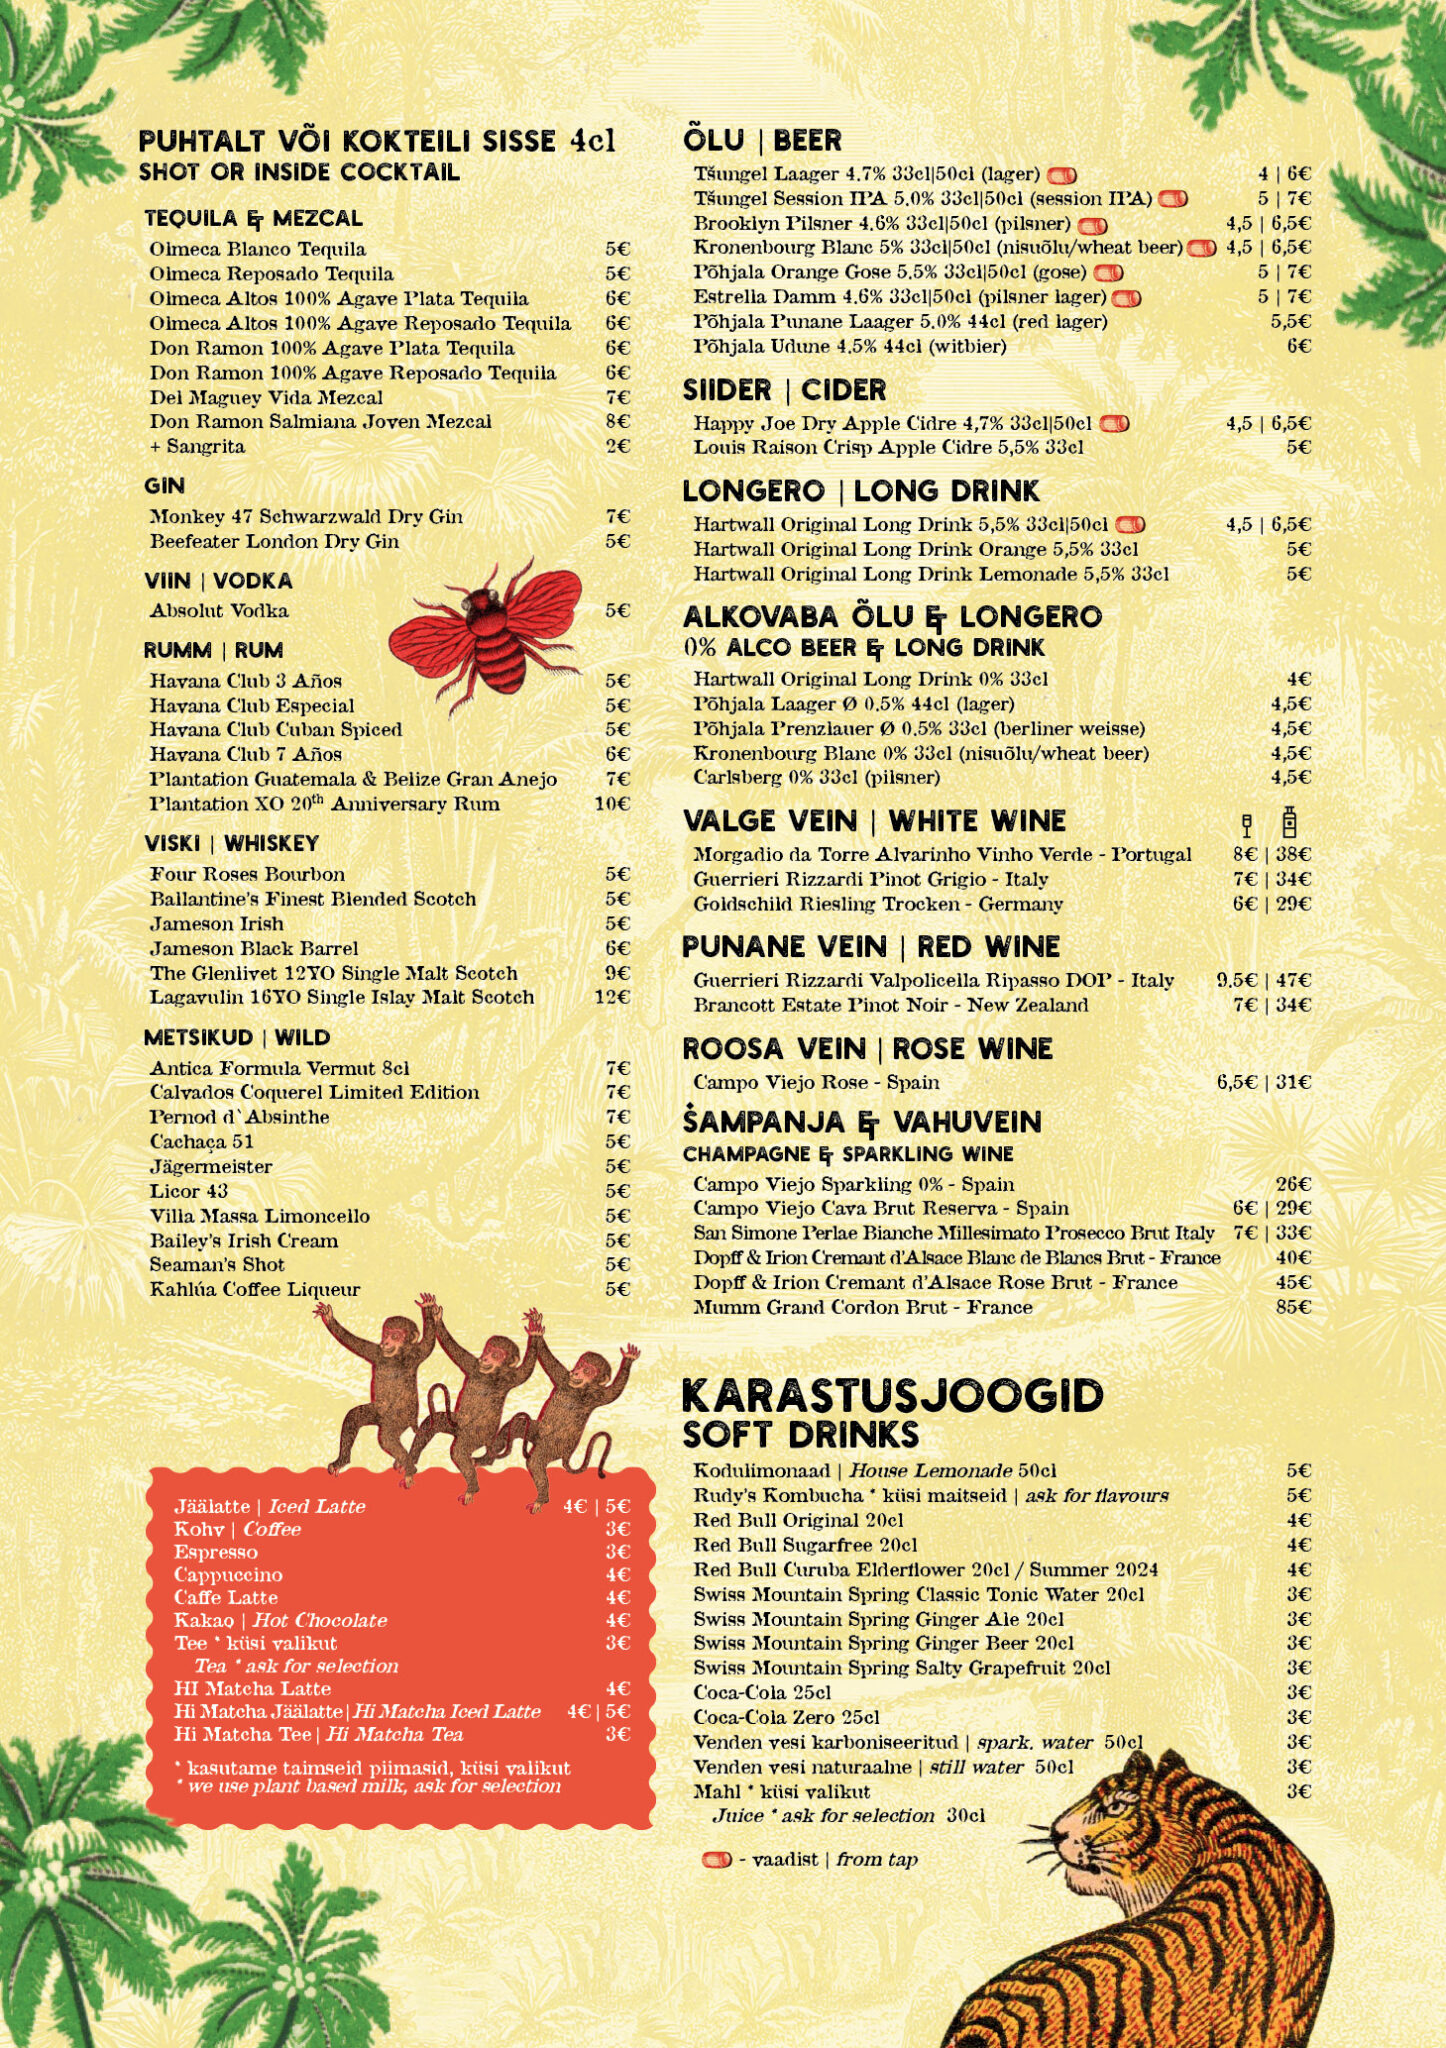 PUHTALT VÕI KOKTEILI SISSE 4cl
SHOT OR INSIDE COCKTAIL
TEQUILA & MEZCAL
Olmeca Blanco Tequila 5€
Olmeca Reposado Tequila 5€
Olmeca Altos 100% Agave Plata Tequila 6€
Olmeca Altos 100% Agave Reposado Tequila 6€
Don Ramon 100% Agave Plata Tequila 6€
Don Ramon 100% Agave Reposado Tequila 6€
Del Maguey Vida Mezcal 7€
Don Ramon Salmiana Joven Mezcal 8€
+ Sangrita 2€
GIN
Monkey 47 Schwarzwald Dry Gin 7€
Beefeater London Dry Gin 5€
VIIN | VODKA
Absolut Vodka 5€
RUMM | RUM
Havana Club 3 Años 5€
Havana Club Especial 5€
Havana Club Cuban Spiced 5€
Havana Club 7 Años 6€
Plantation Guatemala & Belize Gran Anejo 7€
Plantation XO 20th Anniversary Rum 10€
VISKI | WHISKEY
Four Roses Bourbon 5€
Ballantine's Finest Blended Scotch 5€
Jameson Irish 5€
Jameson Black Barrel 6€
The Glenlivet 12YO Single Malt Scotch 9€
Lagavulin 16YO Single Islay Malt Scotch 12€
METSIKUD | WILD
Antica Formula Vermut 8cl 7€
Calvados Coquerel Limited Edition 7€
Pernod d`Absinthe 7€
Cachaça 51 5€
Jägermeister 5€
Licor 43 5€
Villa Massa Limoncello 5€
Bailey's Irish Cream 5€
Seaman's Shot 5€
Kahlúa Coffee Liqueur 5€
Jäälatte | Iced Latte 4€ | 5€
Kohv | Coffee 3€
Espresso 3€
Cappuccino 4€
Caffe Latte 4€
Kakao | Hot Chocolate 4€
Tee * küsi valikut 3€
Tea * ask for selection
HI Matcha Latte 4€
Hi Matcha Jäälatte | Hi Matcha Iced Latte 4€ | 5€
Hi Matcha Tee | Hi Matcha Tea 3€
* kasutame taimseid piimasid, küsi valikut
* we use plant based milk, ask for selection
ÕLU | BEER
Tšungel Laager 4.7% 33cl|50cl (lager) 4 | 6€
Tšungel Session IPA 5.0% 33cl|50cl (session IPA) 5 | 7€
Brooklyn Pilsner 4.6% 33cl|50cl (pilsner) 4,5 | 6,5€
Kronenbourg Blanc 5% 33cl|50cl (nisuõlu/wheat beer) 4,5 | 6,5€
Põhjala Orange Gose 5.5% 33cl|50cl (gose) 5 | 7€
Estrella Damm 4.6% 33cl|50cl (pilsner lager) 5 | 7€
Põhjala Punane Laager 5.0% 44cl (red lager) 5,5€
Põhjala Udune 4.5% 44cl (witbier) 6€
SIIDER | CIDER
Happy Joe Dry Apple Cidre 4,7% 33cl|50cl 4,5 | 6,5€
Louis Raison Crisp Apple Cidre 5,5% 33cl 5€
LONGERO | LONG DRINK
Hartwall Original Long Drink 5,5% 33cl|50cl 4,5 | 6,5€
Hartwall Original Long Drink Orange 5,5% 33cl 5€
Hartwall Original Long Drink Lemonade 5,5% 33cl 5€
ALKOVABA ÕLU & LONGERO
0% ALCO BEER & LONG DRINK
Hartwall Original Long Drink 0% 33cl 4€
Põhjala Laager Ø 0.5% 44cl (lager) 4,5€
Põhjala Prenzlauer Ø 0.5% 33cl (berliner weisse) 4,5€
Kronenbourg Blanc 0% 33cl (nisuõlu/wheat beer) 4,5€
Carlsberg 0% 33cl (pilsner) 4,5€
VALGE VEIN | WHITE WINE
Morgadio da Torre Alvarinho Vinho Verde - Portugal 8€ | 38€
Guerrieri Rizzardi Pinot Grigio - Italy 7€ | 34€
Goldschild Riesling Trocken - Germany 6€ | 29€
PUNANE VEIN | RED WINE
Guerrieri Rizzardi Valpolicella Ripasso DOP - Italy 9.5€ | 47€
Brancott Estate Pinot Noir - New Zealand 7€ | 34€
ROOSA VEIN | ROSE WINE
Campo Viejo Rose - Spain 6,5€ | 31€
ŠAMPANJA & VAHUVEIN
CHAMPAGNE & SPARKLING WINE
Campo Viejo Sparkling 0% - Spain 26€
Campo Viejo Cava Brut Reserva - Spain 6€ | 29€
San Simone Perlae Bianche Millesimato Prosecco Brut Italy 7€ | 33€
Dopff & Irion Cremant d'Alsace Blanc de Blancs Brut - France 40€
Dopff & Irion Cremant d'Alsace Rose Brut - France 45€
Mumm Grand Cordon Brut - France 85€
KARASTUSJOOGID
SOFT DRINKS
Kodulimonaad | House Lemonade 50cl 5€
Rudy's Kombucha * küsi maitseid | ask for flavours 5€
Red Bull Original 20cl 4€
Red Bull Sugarfree 20cl 4€
Red Bull Curuba Elderflower 20cl / Summer 2024 4€
Swiss Mountain Spring Classic Tonic Water 20cl 3€
Swiss Mountain Spring Ginger Ale 20cl 3€
Swiss Mountain Spring Ginger Beer 20cl 3€
Swiss Mountain Spring Salty Grapefruit 20cl 3€
Coca-Cola 25cl 3€
Coca-Cola Zero 25cl 3€
Venden vesi karboniseeritud | spark. water 50cl 3€
Venden vesi naturaalne | still water 50cl 3€
Mahl * küsi valikut 3€
Juice * ask for selection 30cl
- vaadist | from tap